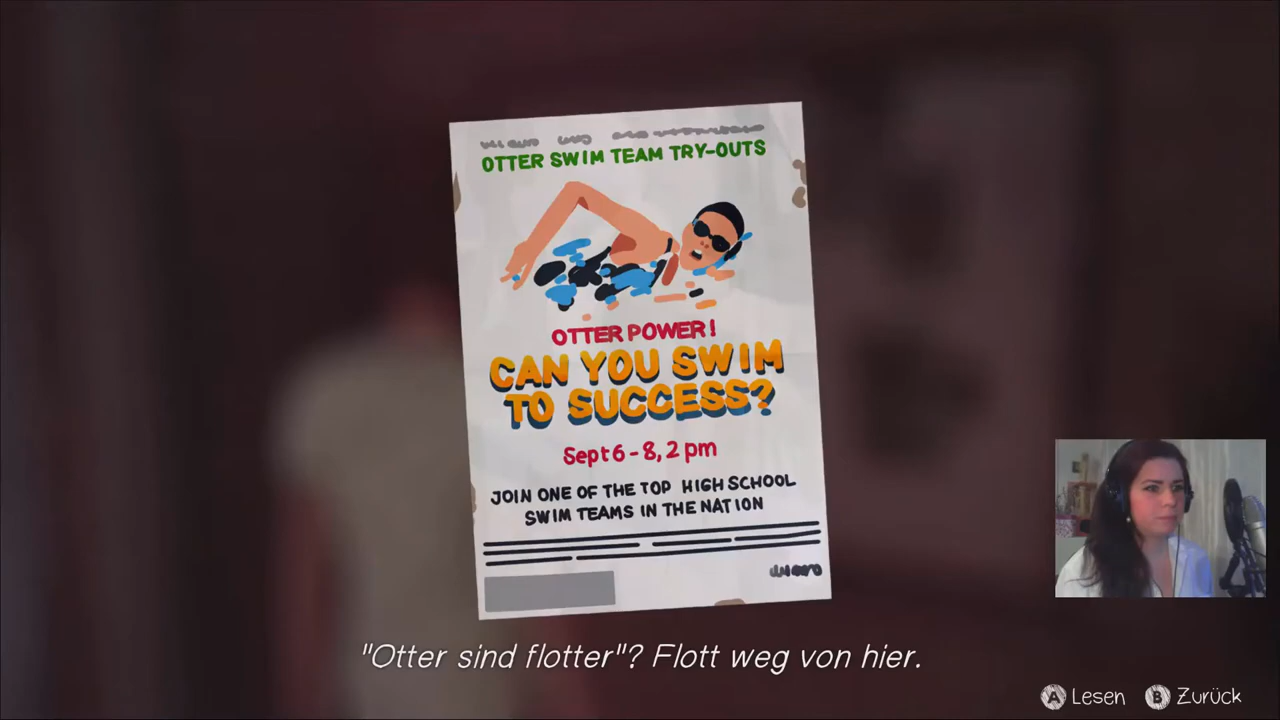 OTTER SWIM TEAM TRY-OUTS
OTTER POWER!
CAN YOU SWIM
TO SUCCESS?
Sept 6 - 8, 2 pm
JOIN ONE OF THE TOP HIGH SCHOOL
SWIM TEAMS IN THE NATION
"Otter sind flotter"? Flott weg von hier.
A Lesen B Zurück